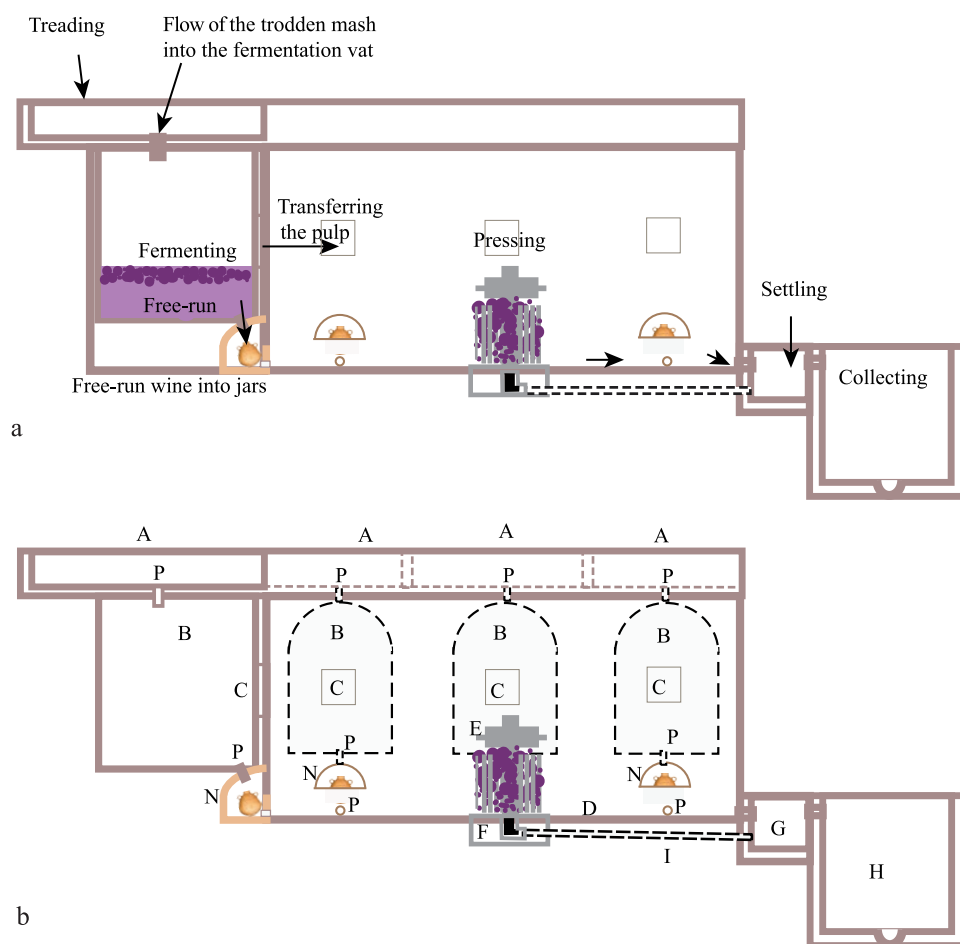 Treading
Flow of the trodden mash
into the fermentation vat
Transferring
the pulp
Pressing
Fermenting
Free-run
Settling
Free-run wine into jars
Collecting
a
A
A
A
A
P
P
P
P
B
B
B
B
C
C
C
C
E
P
P
P
N
N
N
P
P
D
F
G
I
H
b